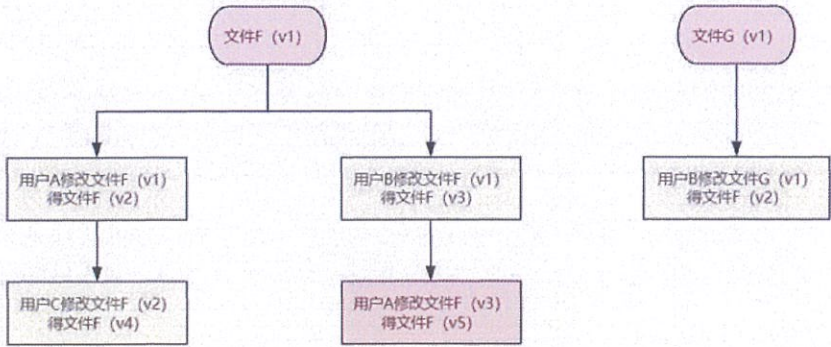 文件F（v1）
文件G（v1）
用户A修改文件F（v1）
得文件F（v2）
用户B修改文件F（v1）
得文件F（v3）
用户B修改文件G（v1）
得文件F（v2）
用户C修改文件F（v2）
得文件F（v4）
用户A修改文件F（v3）
得文件F（v5）